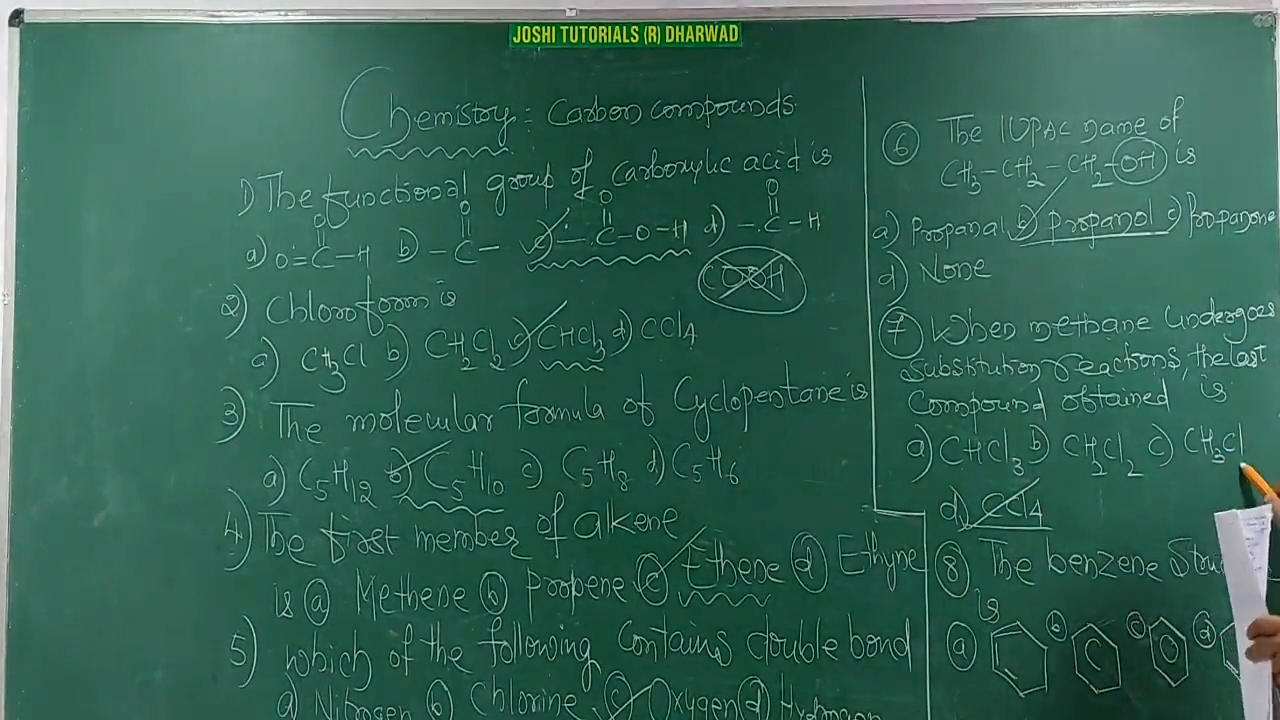 JOSHI TUTORIALS (R) DHARWAD
Chemistry: Carbon compounds
1) The functional group of Carboxylic acid is
a) O=C-H b) -C- c) -C-O-H d) -C-H
O O O O
COOH
2) Chloroform is
a) CH3Cl b) CH2Cl2 c) CHCl3 d) CCl4
3) The molecular formula of Cyclopentane is
a) C5H12 b) C5H10 c) C5H8 d) C5H6
4) The first member of alkene
is a) Methene b) propene c) Ethene d) Ethyne
5) which of the following contains double bond
a) Nitrogen b) Chlorine c) Oxygen d) Hydrogen
6 The IUPAC name of
CH3-CH2-CH2-OH is
a) Propanal b) propanol c) Propanone
d) None
7 When methane undergoes
Substitution reactions, the last
Compound obtained is
a) CHCl3 b) CH2Cl2 c) CH3Cl
d) CCl4
8 The benzene
is
a b c d